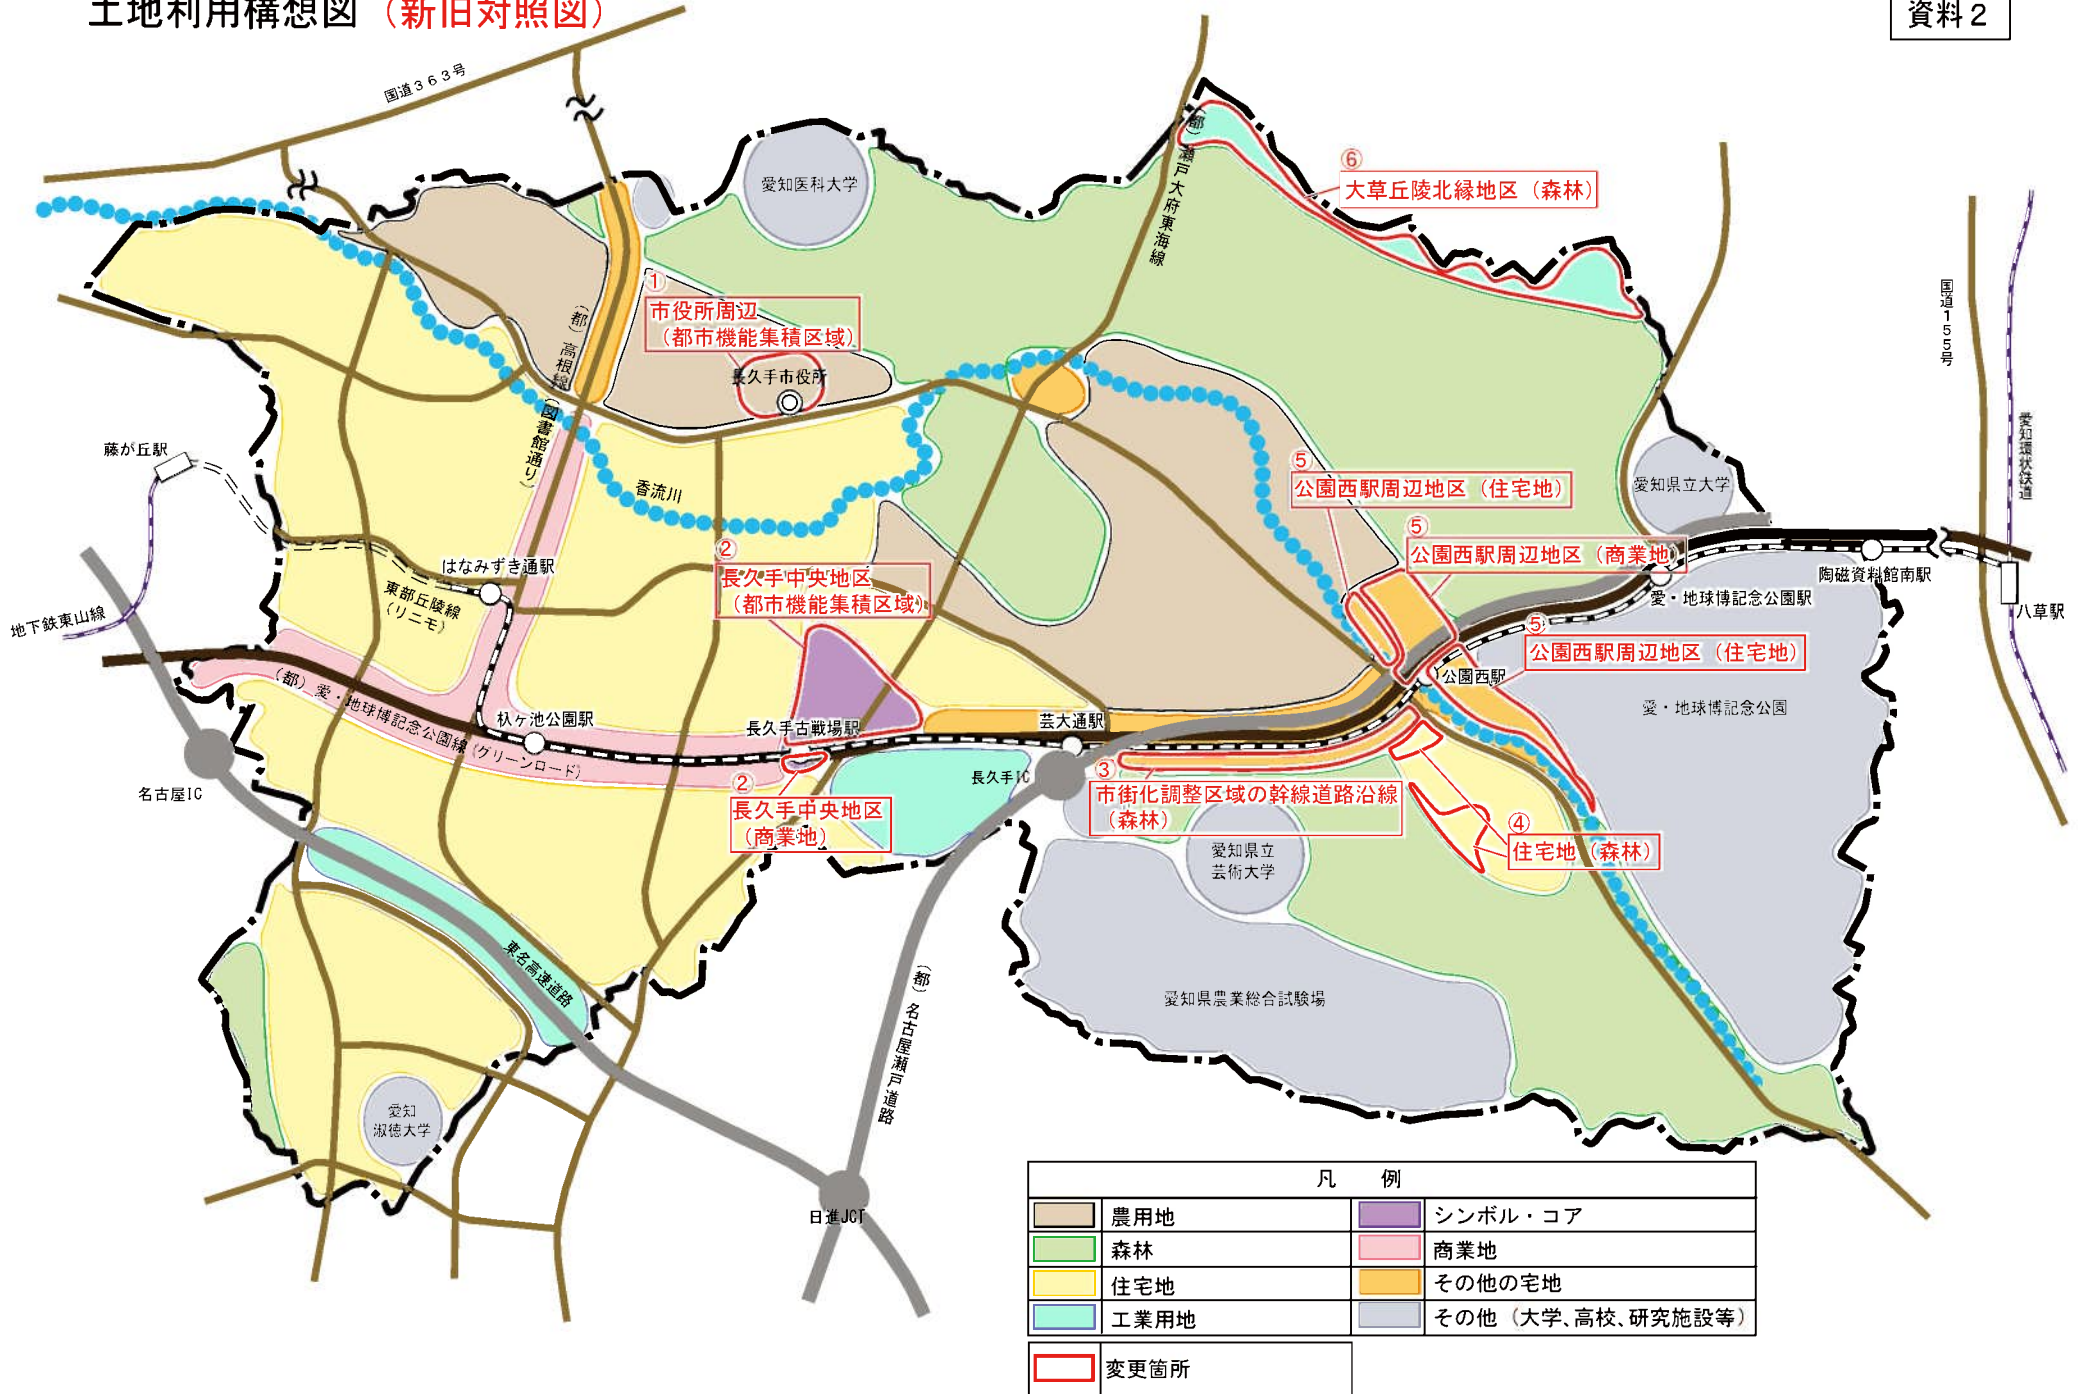 土地利用構想図（新旧対照図）
資料２
国道３６３号
愛知医科大学
（都）瀬戸大府東海線
⑥
大草丘陵北縁地区（森林）
国道１５５号
愛知環状鉄道
①
市役所周辺
（都市機能集積区域）
長久手市役所
（都）高根線
（図書館通り）
香流川
藤が丘駅
はなみずき通駅
東部丘陵線
（リニモ）
地下鉄東山線
②
長久手中央地区
（都市機能集積区域）
⑤
公園西駅周辺地区（住宅地）
⑤
公園西駅周辺地区（商業地）
愛知県立大学
陶磁資料館南駅
愛・地球博記念公園駅
八草駅
⑤
公園西駅周辺地区（住宅地）
公園西駅
愛・地球博記念公園
（都）愛・地球博記念公園線（グリーンロード）
杁ヶ池公園駅
長久手古戦場駅
芸大通駅
長久手IC
名古屋IC
②
長久手中央地区
（商業地）
③
市街化調整区域の幹線道路沿線
（森林）
④
住宅地（森林）
愛知県立
芸術大学
東名高速道路
（都）名古屋瀬戸道路
愛知県農業総合試験場
愛知
淑徳大学
日進JCT
凡　例
農用地
シンボル・コア
森林
商業地
住宅地
その他の宅地
工業用地
その他（大学、高校、研究施設等）
変更箇所